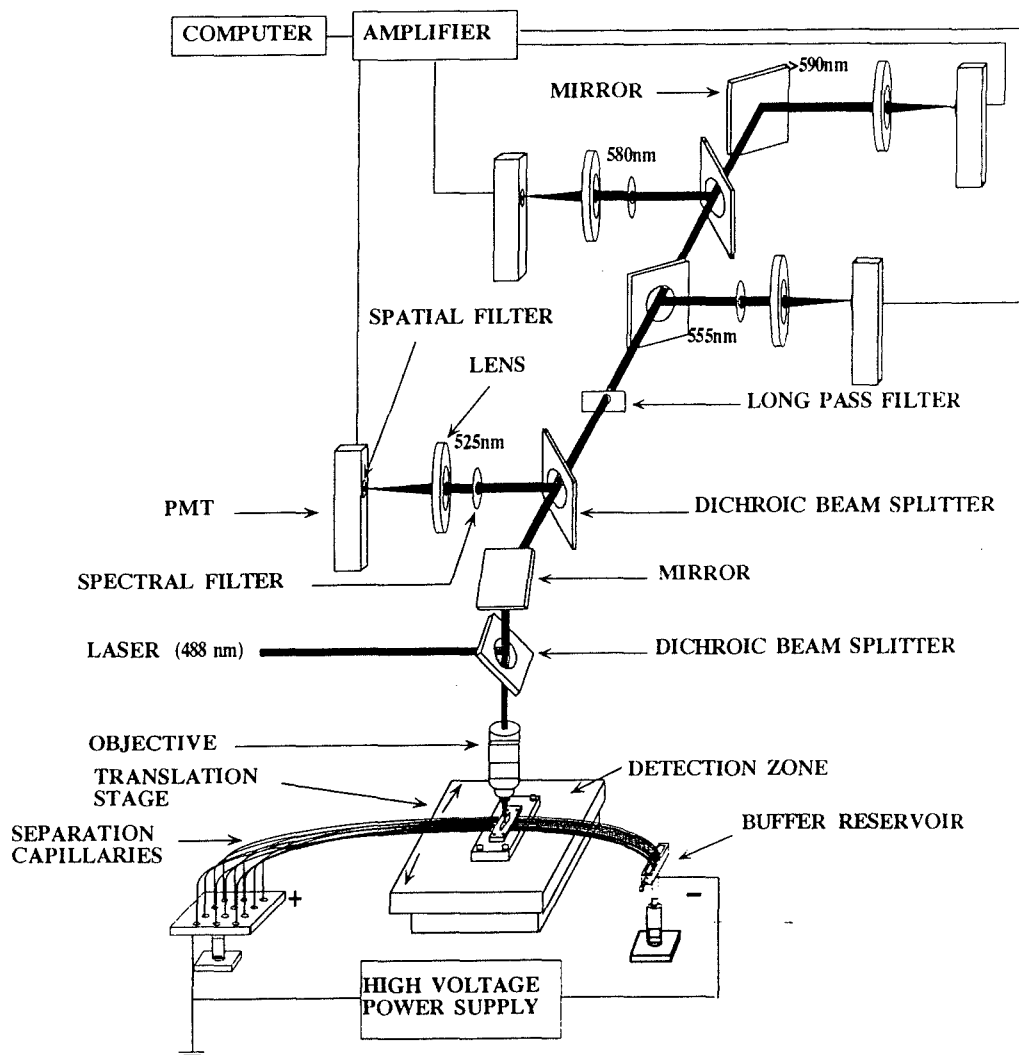 COMPUTER
AMPLIFIER
>590nm
MIRROR
580nm
SPATIAL FILTER
555nm
LENS
LONG PASS FILTER
525nm
PMT
DICHROIC BEAM SPLITTER
SPECTRAL FILTER
MIRROR
LASER (488 nm)
DICHROIC BEAM SPLITTER
OBJECTIVE
TRANSLATION
STAGE
DETECTION ZONE
SEPARATION
CAPILLARIES
BUFFER RESERVOIR
+
-
HIGH VOLTAGE
POWER SUPPLY